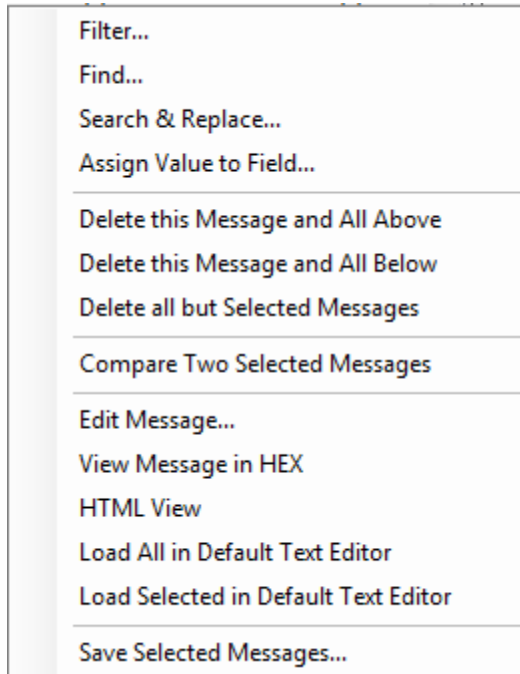 Filter...
Find...
Search & Replace...
Assign Value to Field...
Delete this Message and All Above
Delete this Message and All Below
Delete all but Selected Messages
Compare Two Selected Messages
Edit Message...
View Message in HEX
HTML View
Load All in Default Text Editor
Load Selected in Default Text Editor
Save Selected Messages...